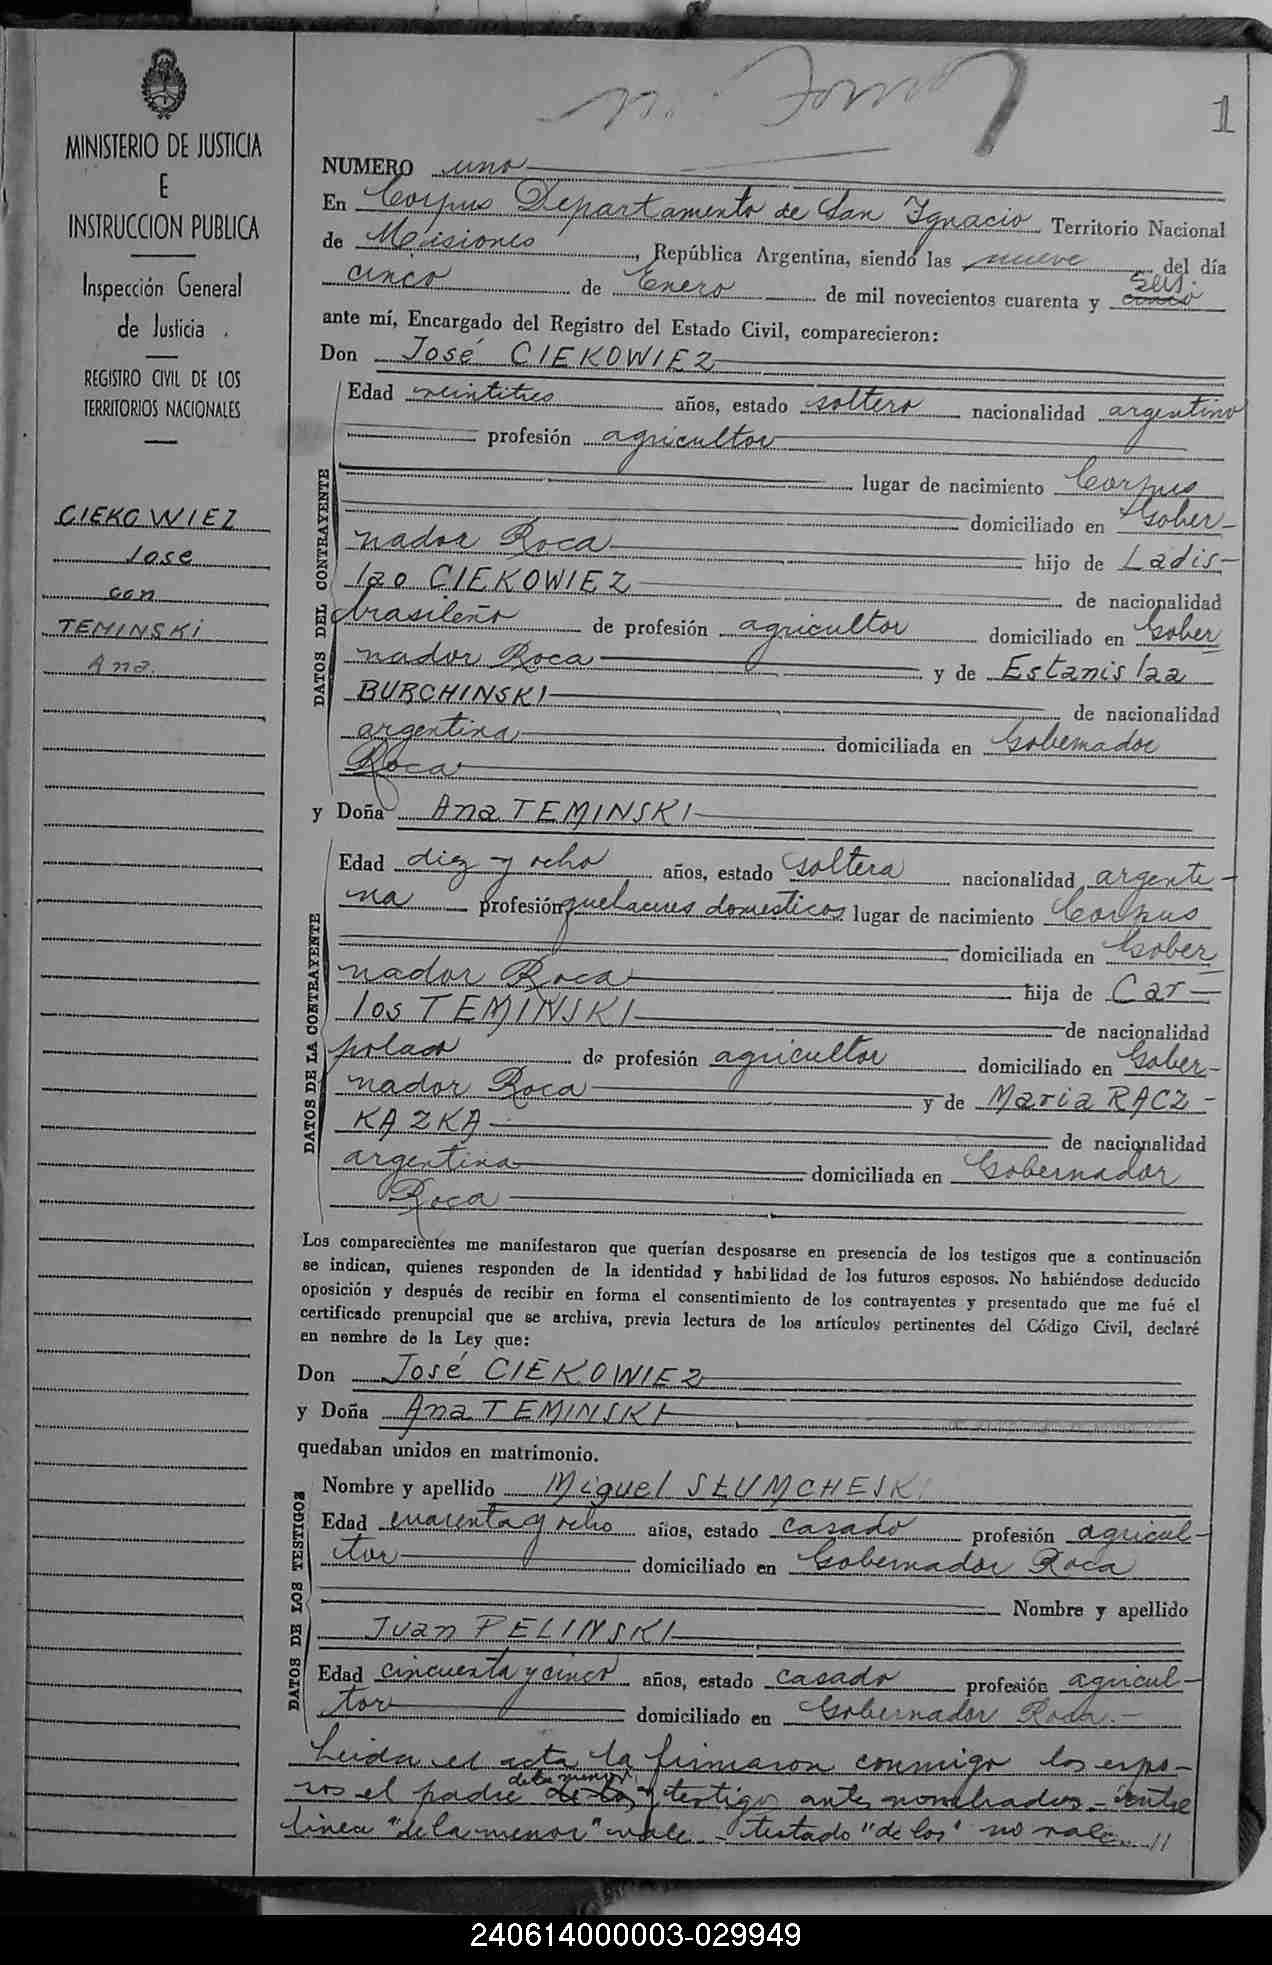 1
MINISTERIO DE JUSTICIA
E
INSTRUCCION PUBLICA
Inspección General
de Justicia
REGISTRO CIVIL DE LOS
TERRITORIOS NACIONALES
CIEKOWIEZ
Jose
con
TEMINSKI
Ana.
NUMERO uno
En Corpus Departamento de San Ignacio Territorio Nacional
de Misiones, República Argentina, siendo las nueve del día
cinco de Enero de mil novecientos cuarenta y cinco seis.
ante mí, Encargado del Registro del Estado Civil, comparecieron:
Don José CIEKOWIEZ
DATOS DEL CONTRAYENTE
Edad veintitres años, estado soltero nacionalidad argentino
profesión agricultor
lugar de nacimiento Corpus
domiciliado en Gober-
nador Roca hijo de Ladis-
lao CIEKOWIEZ de nacionalidad
brasileño de profesión agricultor domiciliado en Gober
nador Roca y de Estanislaa
BURCHINSKI de nacionalidad
argentina domiciliada en Gobernador
Roca
y Doña Ana TEMINSKI
DATOS DE LA CONTRAYENTE
Edad diez y ocho años, estado soltera nacionalidad argenti-
na profesión quehaceres domesticos lugar de nacimiento Corpus
domiciliada en Gober
nador Roca hija de Car-
los TEMINSKI de nacionalidad
polaco de profesión agricultor domiciliado en Gober-
nador Roca y de Maria RACZ-
KAZKA de nacionalidad
argentina domiciliada en Gobernador
Roca
Los comparecientes me manifestaron que querían desposarse en presencia de los testigos que a continuación
se indican, quienes responden de la identidad y habilidad de los futuros esposos. No habiéndose deducido
oposición y después de recibir en forma el consentimiento de los contrayentes y presentado que me fué el
certificado prenupcial que se archiva, previa lectura de los artículos pertinentes del Código Civil, declaré
en nombre de la Ley que:
Don José CIEKOWIEZ
y Doña Ana TEMINSKI
quedaban unidos en matrimonio.
DATOS DE LOS TESTIGOS
Nombre y apellido Miguel SLUMCHESKI
Edad cuarenta y ocho años, estado casado profesión agricul-
tor domiciliado en Gobernador Roca
Nombre y apellido
Juan PELINSKI
Edad cincuenta y cinco años, estado casado profesión agricul-
tor domiciliado en Gobernador Roca.-
Leida el acta la firmaron conmigo los espo-
sos el padre de los de la menor y testigos antes nombrados.- entre
linea "de la menor" vale.- testado "de los" no vale.
240614000003-029949